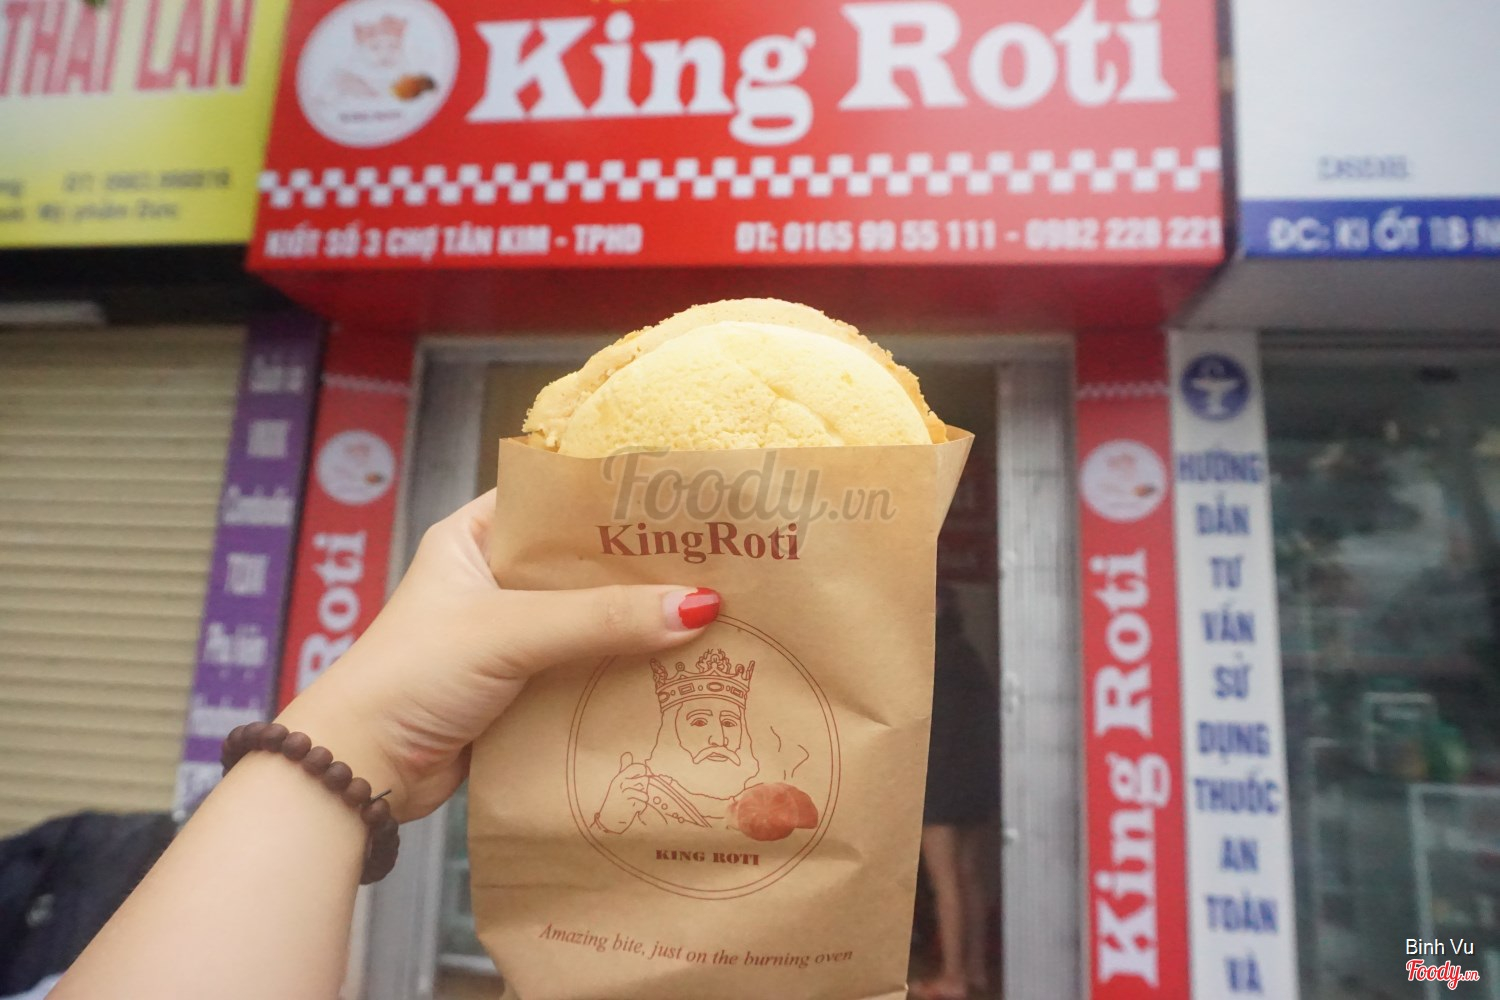 THAI LAN
King Roti
KIỐT SỐ 3 CHỢ TÂN KIM - TPHD
ĐT: 0165 99 55 111 - 0982 228 221
ĐC: KI ỐT 1B N
Foody.vn
KingRoti
KING ROTI
Amazing bite, just on the burning oven
Roti
King Roti
HƯỚNG
DẪN
TƯ
VẤN
SỬ
DỤNG
THUỐC
AN
TOÀN
VÀ
Bình Vu
Foody.vn